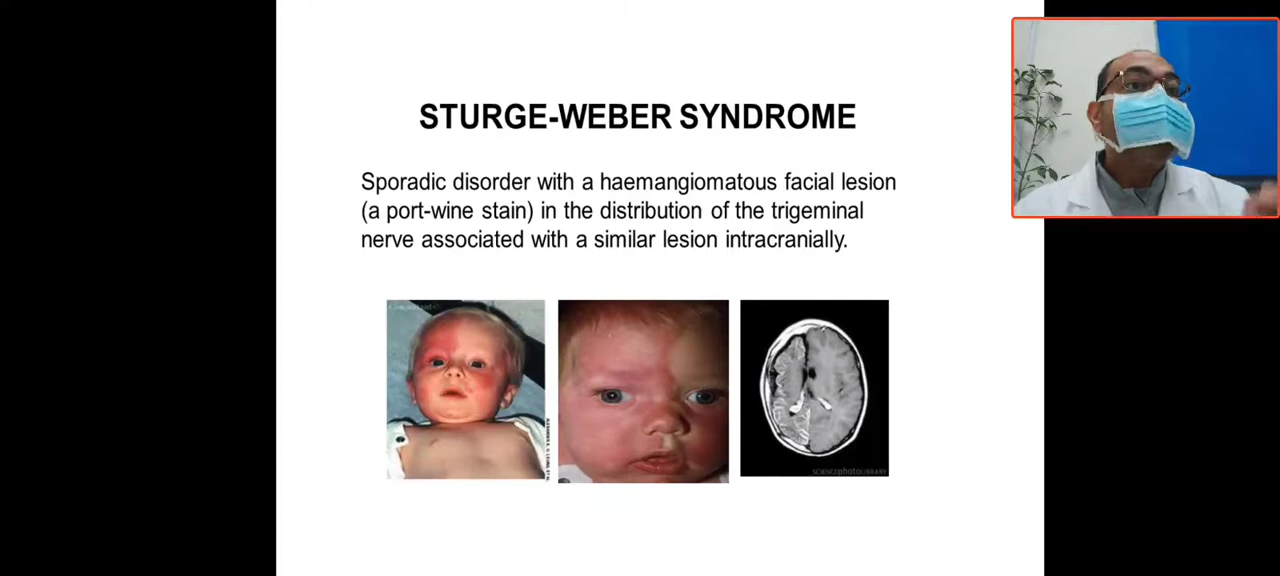 STURGE-WEBER SYNDROME
Sporadic disorder with a haemangiomatous facial lesion
(a port-wine stain) in the distribution of the trigeminal
nerve associated with a similar lesion intracranially.
SCIENCEphotoLIBRARY